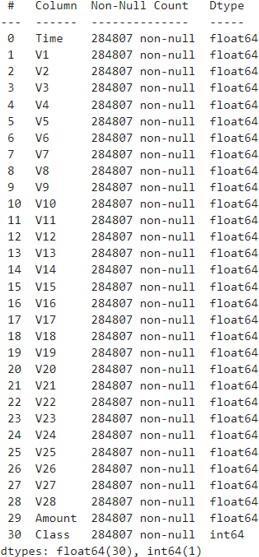 #   Column  Non-Null Count   Dtype
---  ------  --------------   -----
0   Time    284807 non-null  float64
1   V1      284807 non-null  float64
2   V2      284807 non-null  float64
3   V3      284807 non-null  float64
4   V4      284807 non-null  float64
5   V5      284807 non-null  float64
6   V6      284807 non-null  float64
7   V7      284807 non-null  float64
8   V8      284807 non-null  float64
9   V9      284807 non-null  float64
10  V10     284807 non-null  float64
11  V11     284807 non-null  float64
12  V12     284807 non-null  float64
13  V13     284807 non-null  float64
14  V14     284807 non-null  float64
15  V15     284807 non-null  float64
16  V16     284807 non-null  float64
17  V17     284807 non-null  float64
18  V18     284807 non-null  float64
19  V19     284807 non-null  float64
20  V20     284807 non-null  float64
21  V21     284807 non-null  float64
22  V22     284807 non-null  float64
23  V23     284807 non-null  float64
24  V24     284807 non-null  float64
25  V25     284807 non-null  float64
26  V26     284807 non-null  float64
27  V27     284807 non-null  float64
28  V28     284807 non-null  float64
29  Amount  284807 non-null  float64
30  Class   284807 non-null  int64
dtypes: float64(30), int64(1)